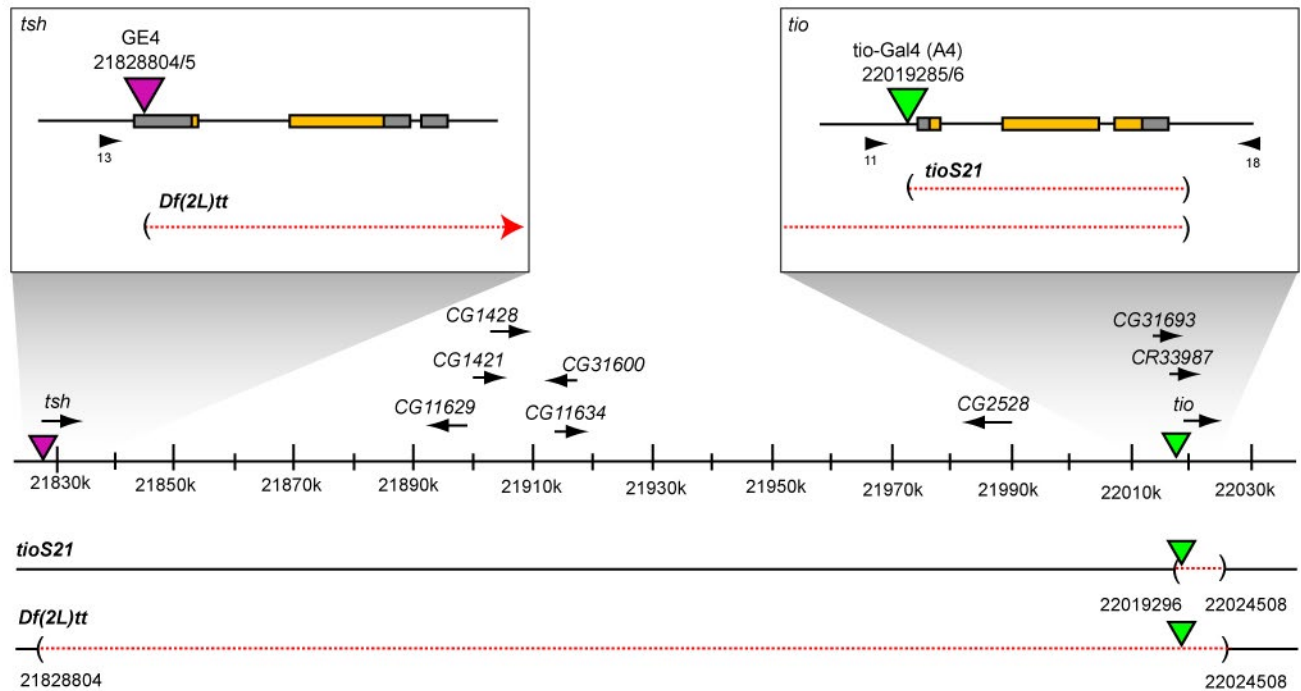 tsh
GE4
21828804/5
13
Df(2L)tt
tio
tio-Gal4 (A4)
22019285/6
11
18
tioS21
CG1428
CG1421
CG31600
CG11629
CG11634
CG2528
CG31693
CR33987
tsh
tio
21830k 21850k 21870k 21890k 21910k 21930k 21950k 21970k 21990k 22010k 22030k
tioS21
22019296 22024508
Df(2L)tt
21828804 22024508